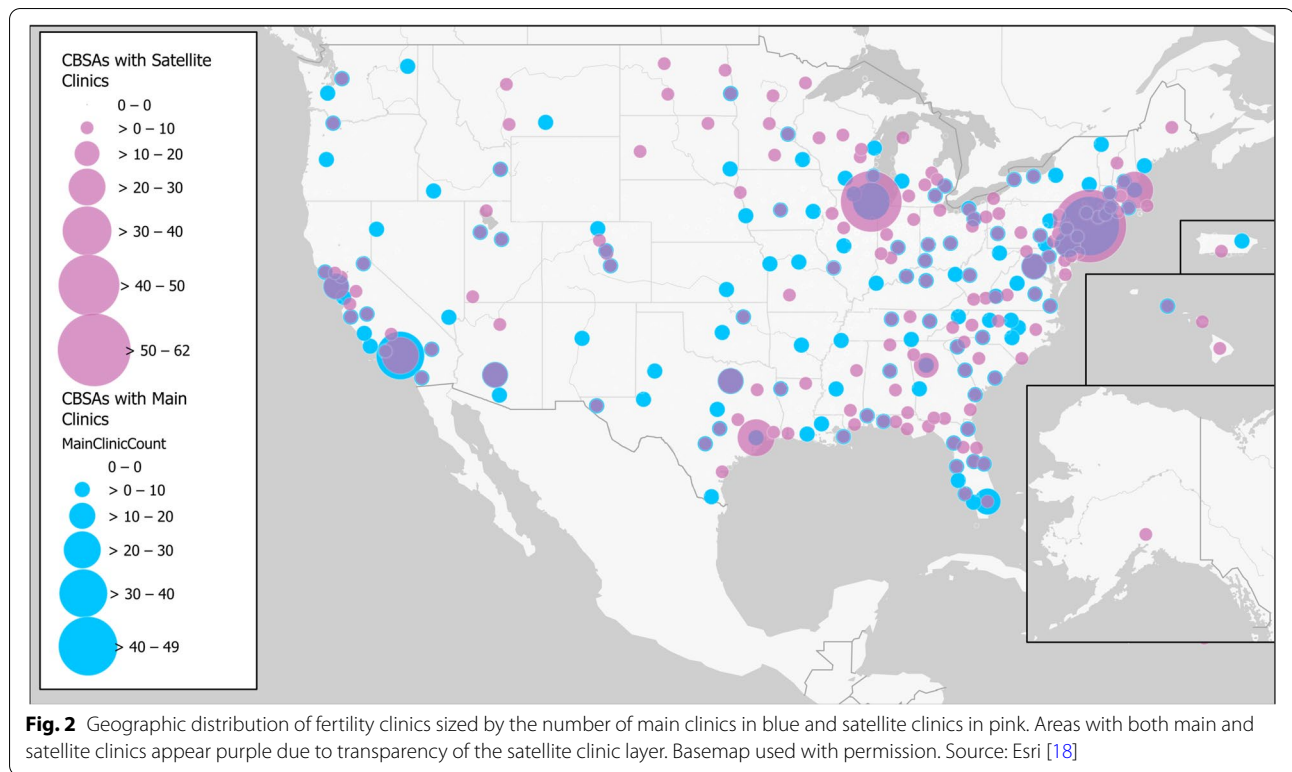 CBSAs with Satellite
Clinics
0 – 0
> 0 – 10
> 10 – 20
> 20 – 30
> 30 – 40
> 40 – 50
> 50 – 62
CBSAs with Main
Clinics
MainClinicCount
0 – 0
> 0 – 10
> 10 – 20
> 20 – 30
> 30 – 40
> 40 – 49
Fig. 2 Geographic distribution of fertility clinics sized by the number of main clinics in blue and satellite clinics in pink. Areas with both main and
satellite clinics appear purple due to transparency of the satellite clinic layer. Basemap used with permission. Source: Esri [18]